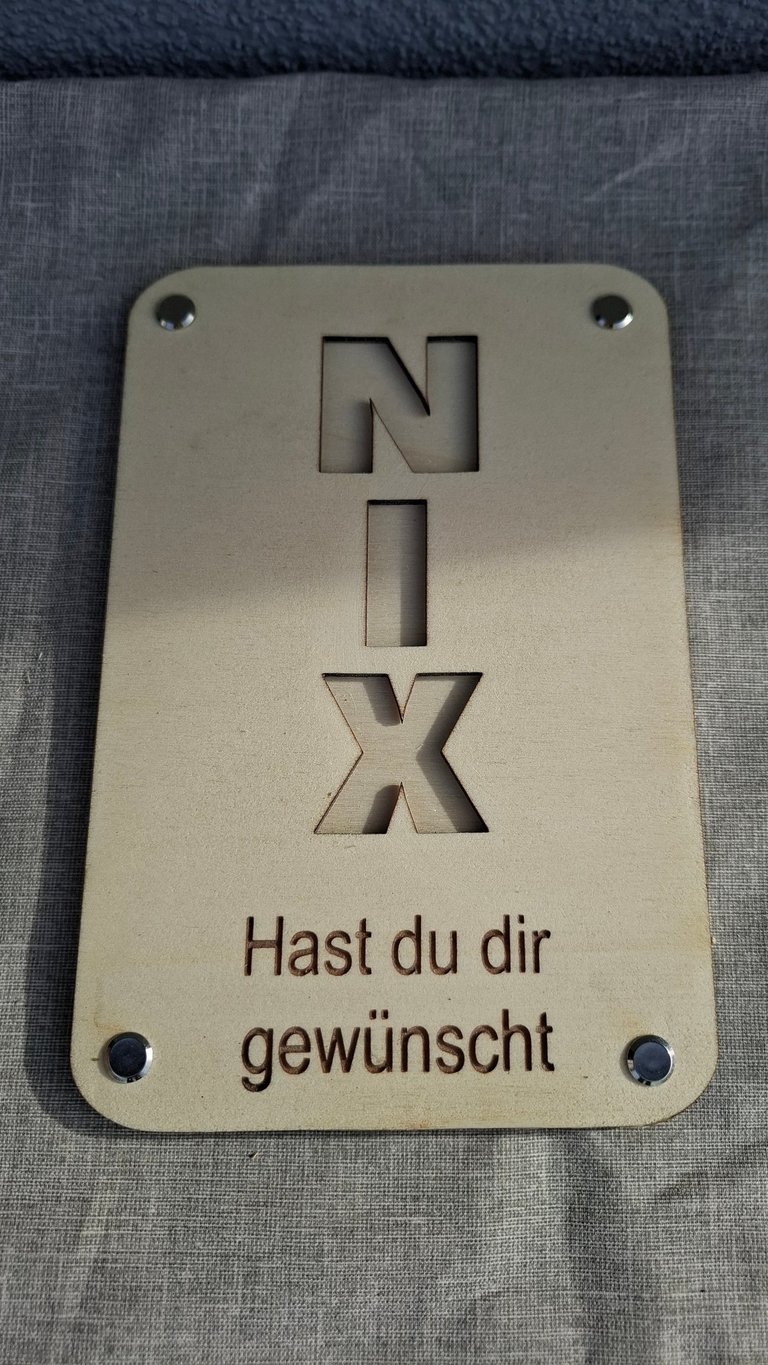 N
I
X
Hast du dir
gewünscht